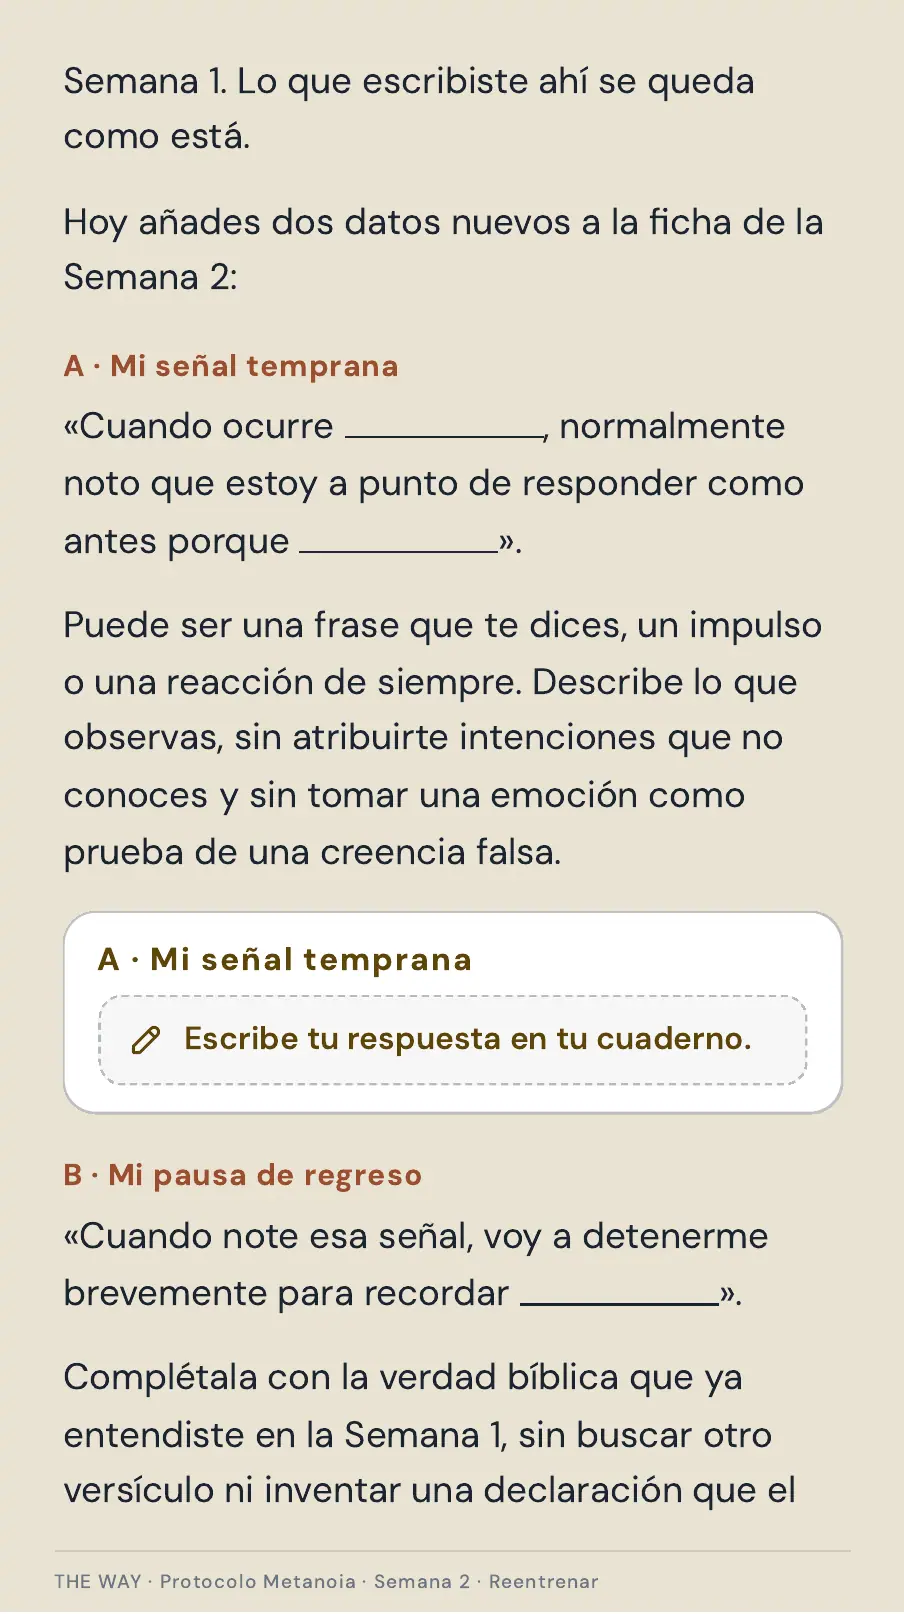 Semana 1. Lo que escribiste ahí se queda
como está.
Hoy añades dos datos nuevos a la ficha de la
Semana 2:
A · Mi señal temprana
«Cuando ocurre __________, normalmente
noto que estoy a punto de responder como
antes porque __________».
Puede ser una frase que te dices, un impulso
o una reacción de siempre. Describe lo que
observas, sin atribuirte intenciones que no
conoces y sin tomar una emoción como
prueba de una creencia falsa.
A · Mi señal temprana
Escribe tu respuesta en tu cuaderno.
B · Mi pausa de regreso
«Cuando note esa señal, voy a detenerme
brevemente para recordar __________».
Complétala con la verdad bíblica que ya
entendiste en la Semana 1, sin buscar otro
versículo ni inventar una declaración que el
THE WAY · Protocolo Metanoia · Semana 2 · Reentrenar